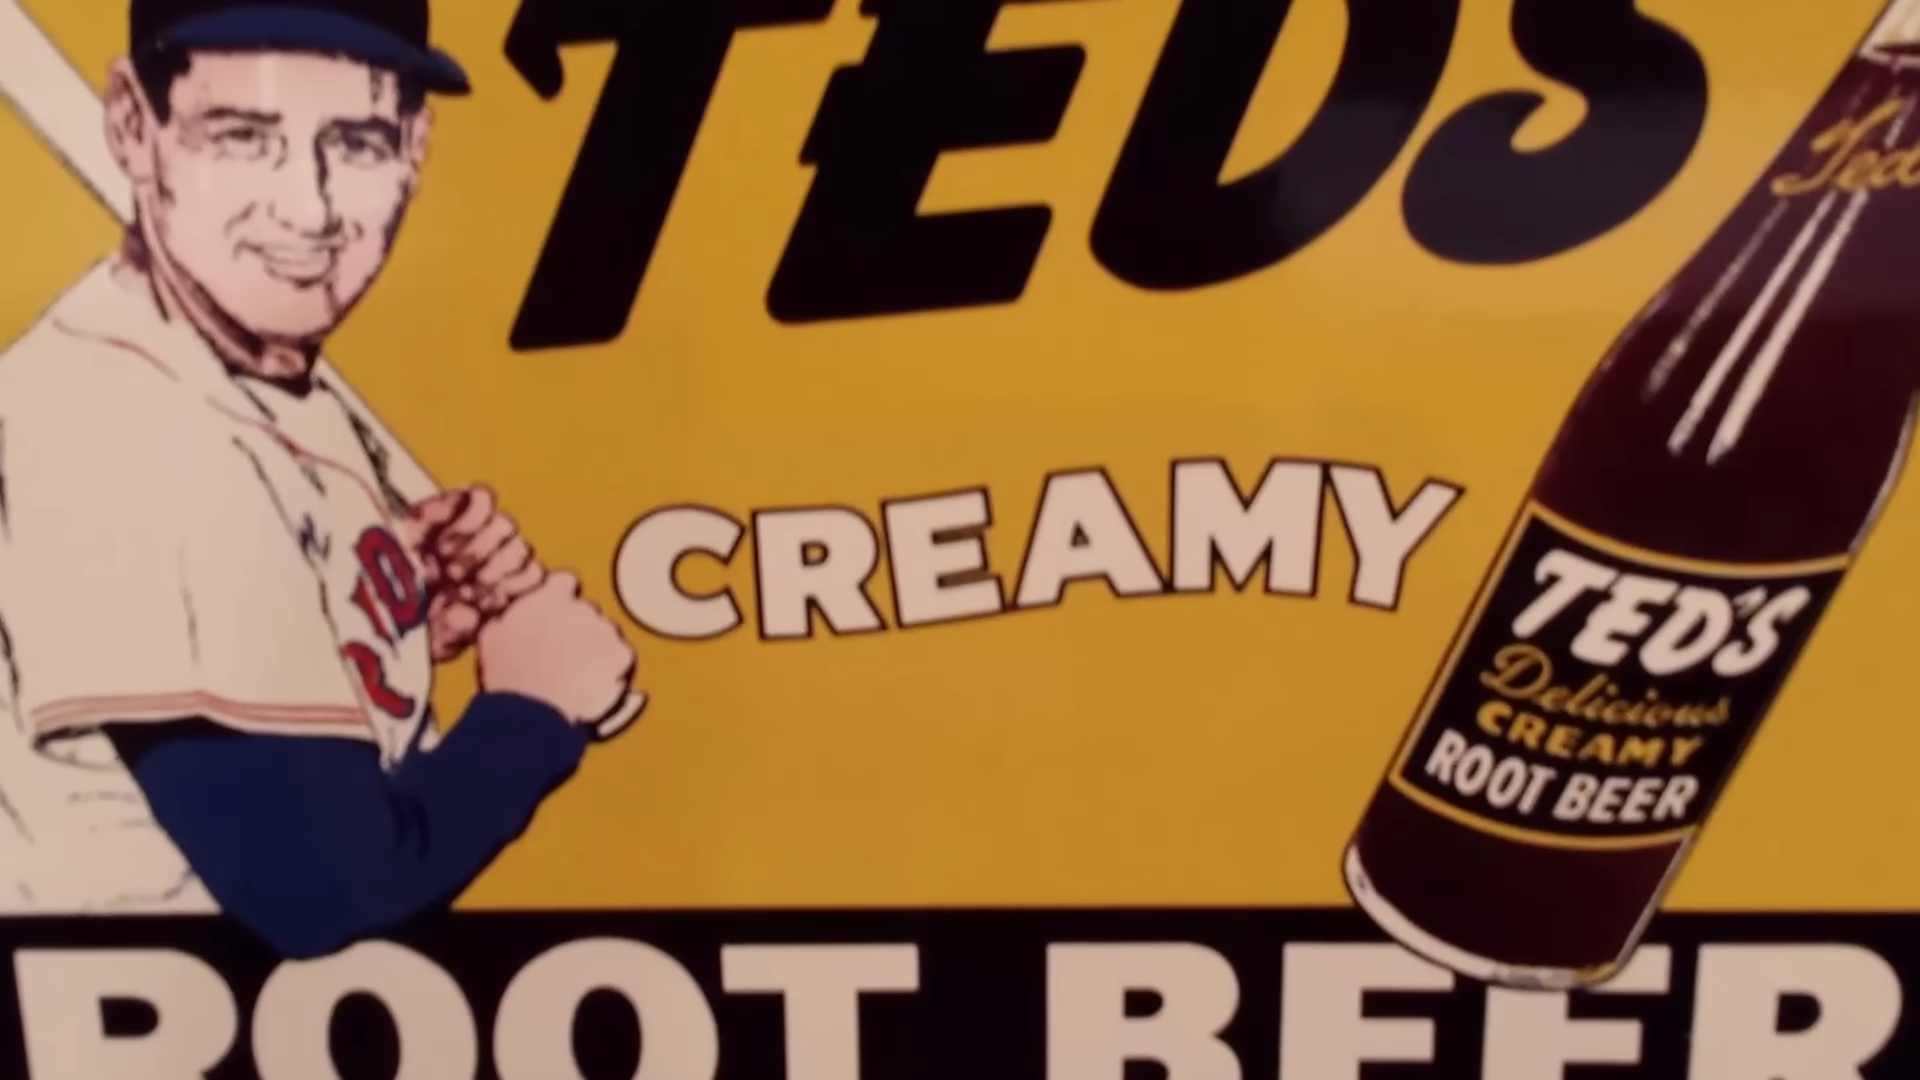 TED'S
CREAMY
Ted
TED'S
Delicious
CREAMY
ROOT BEER
ROOT BEER